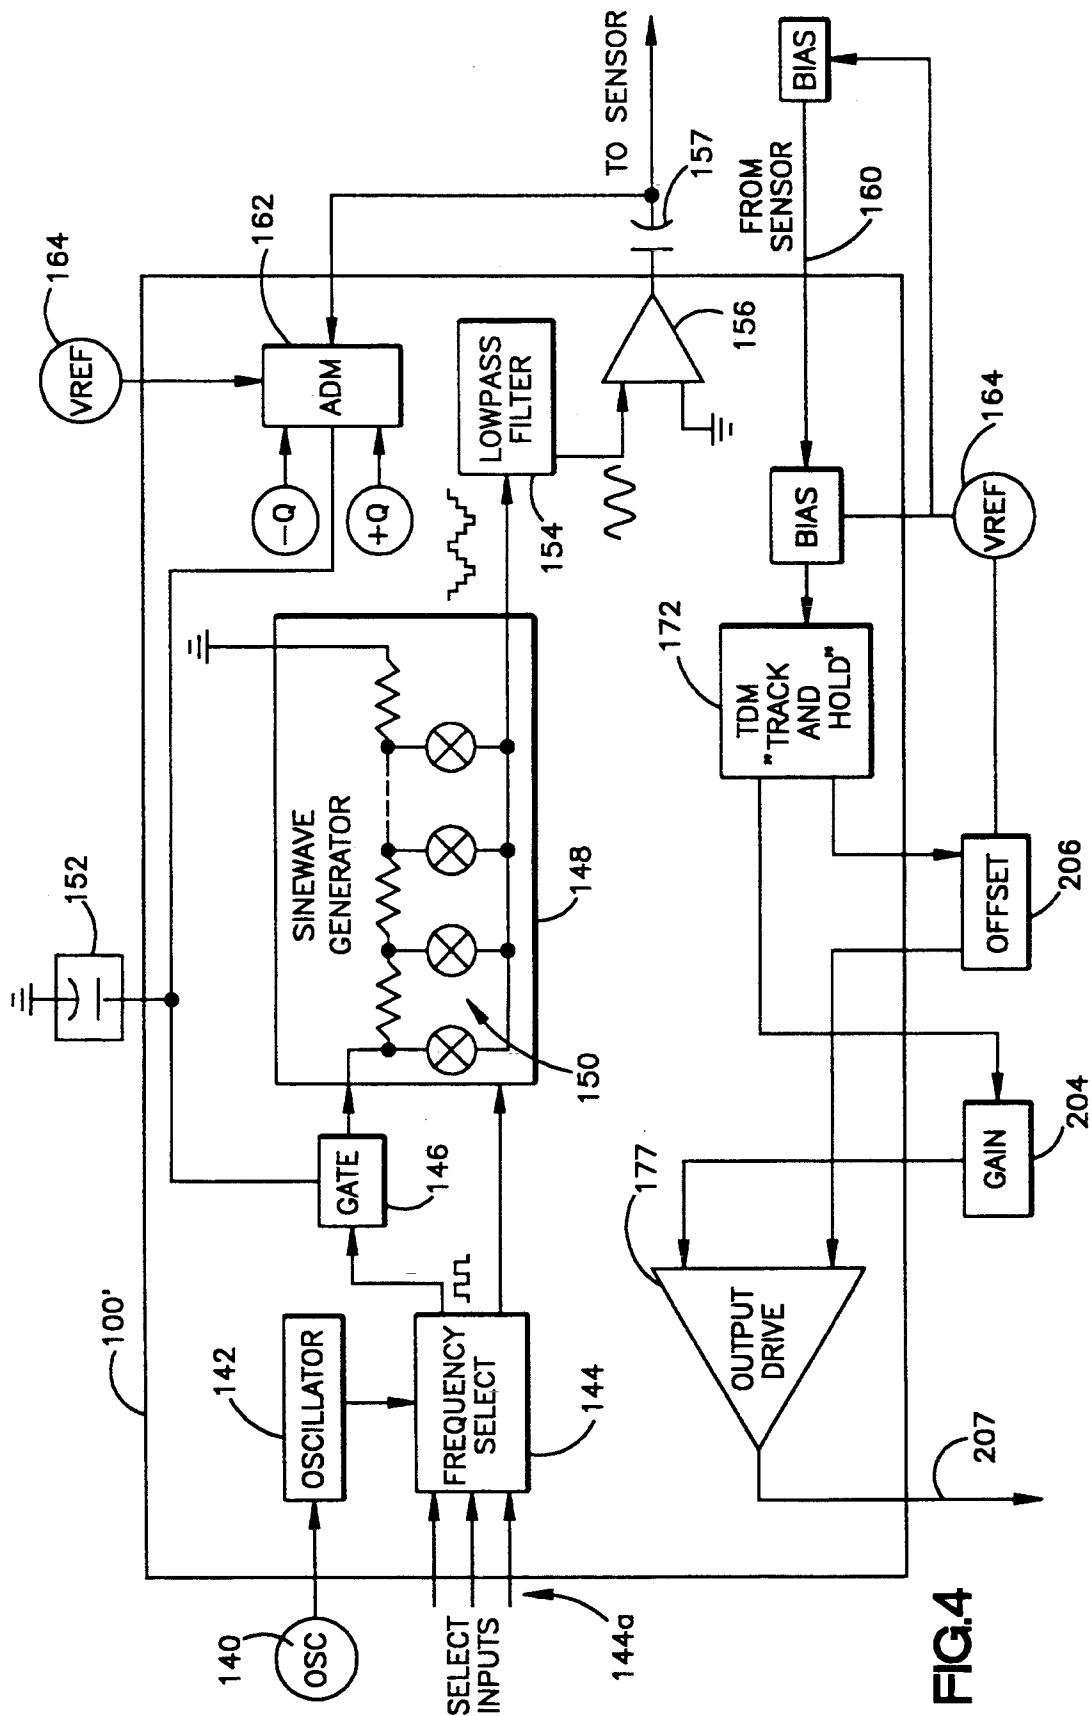 100'
140
OSC
142
OSCILLATOR
SELECT
INPUTS
144a
FREQUENCY
SELECT
144
GATE
146
152
SINEWAVE
GENERATOR
150
148
164
VREF
162
ADM
−Q
+Q
LOWPASS
FILTER
154
156
157
TO SENSOR
FROM
SENSOR
160
BIAS
BIAS
164
VREF
172
TDM
"TRACK
AND
HOLD"
OFFSET
206
GAIN
204
177
OUTPUT
DRIVE
207
FIG.4